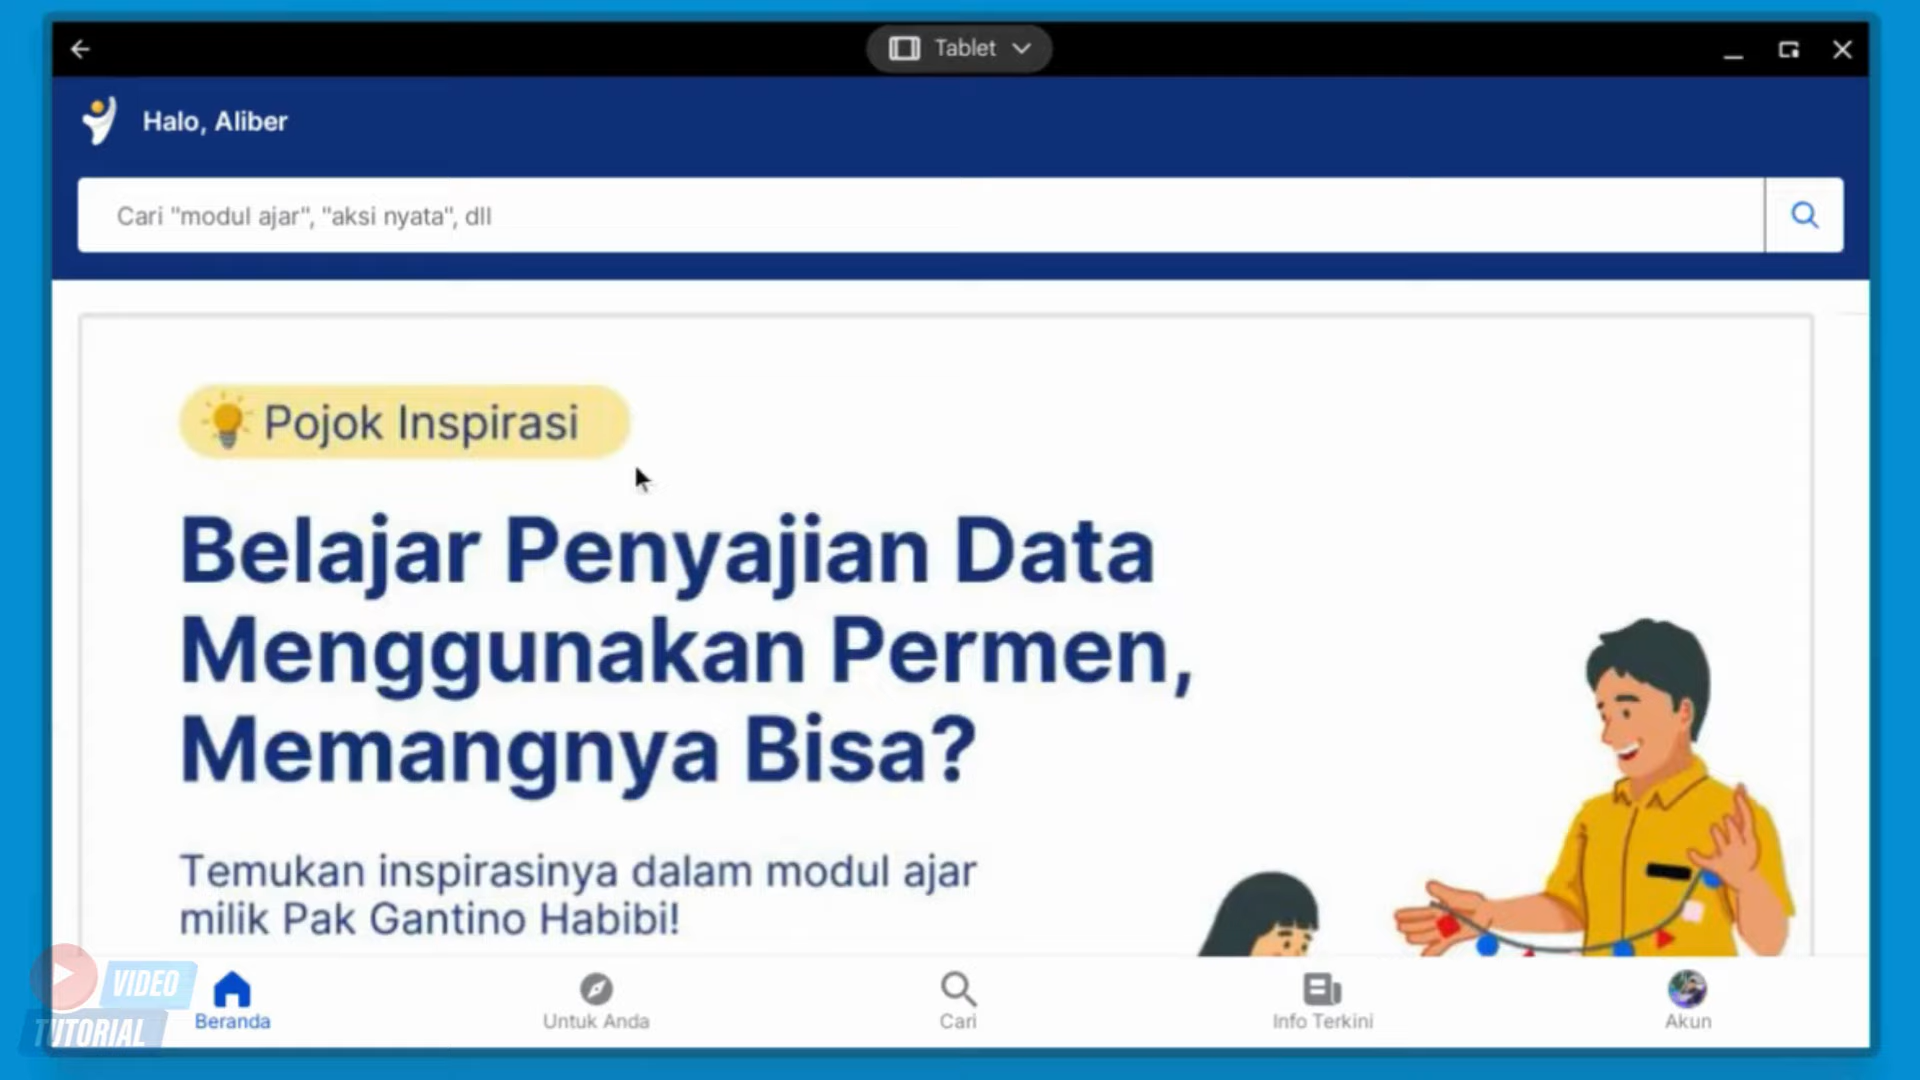 Tablet
Halo, Aliber
Cari "modul ajar", "aksi nyata", dll
Pojok Inspirasi
Belajar Penyajian Data
Menggunakan Permen,
Memangnya Bisa?
Temukan inspirasinya dalam modul ajar
milik Pak Gantino Habibi!
VIDEO
TUTORIAL
Beranda
Untuk Anda
Cari
Info Terkini
Akun